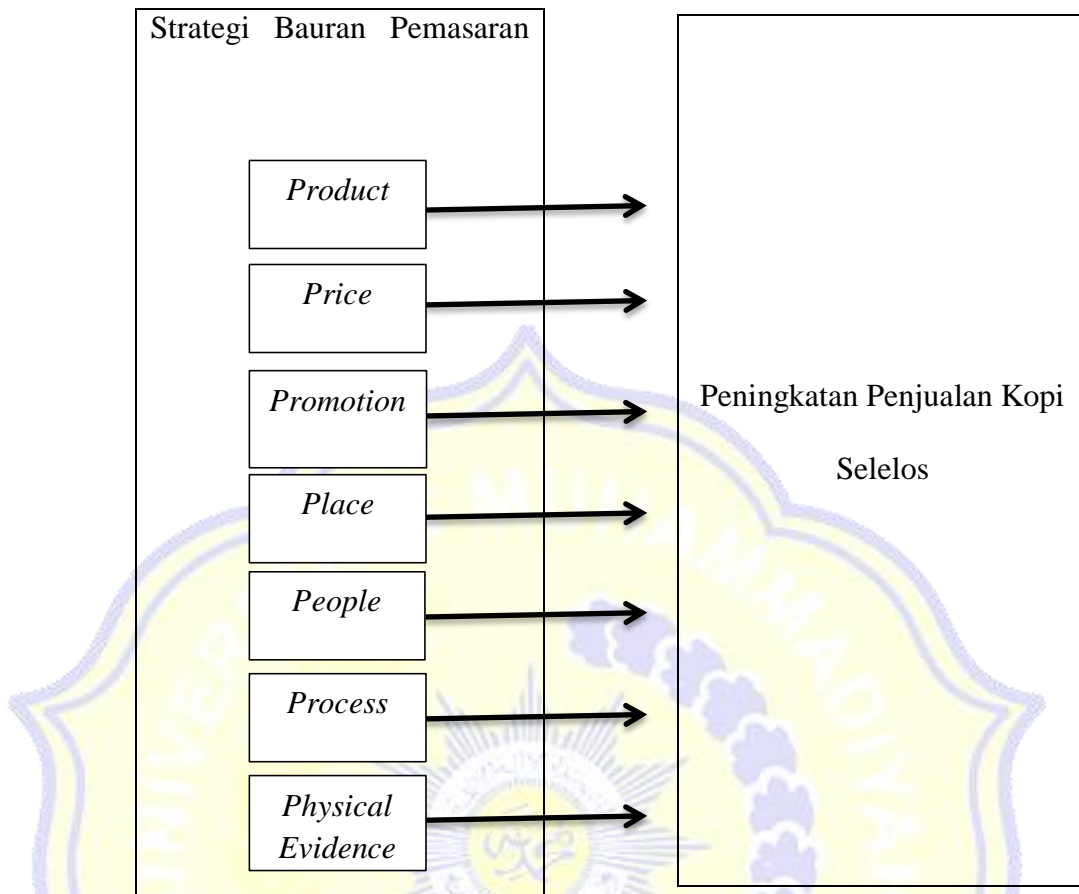 Strategi Bauran Pemasaran
Product
Price
Promotion
Place
People
Process
Physical
Evidence
Peningkatan Penjualan Kopi
Selelos